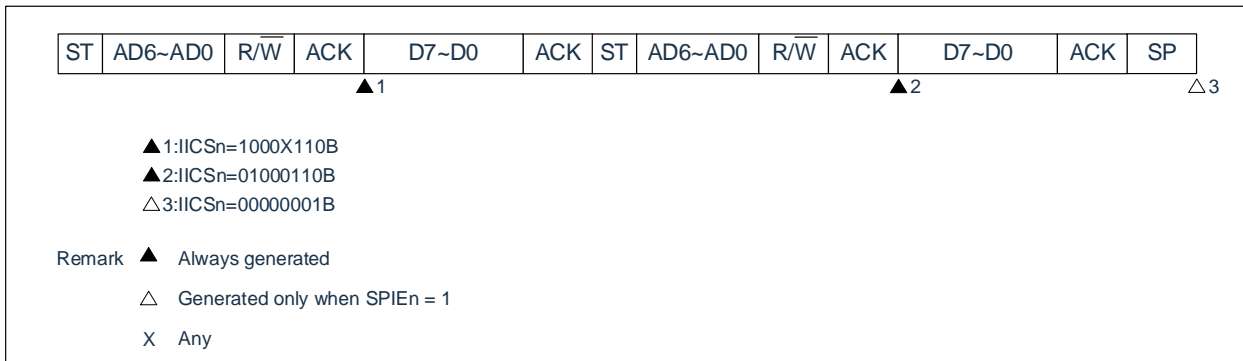 ST AD6~AD0 R/W̅ ACK D7~D0 ACK ST AD6~AD0 R/W̅ ACK D7~D0 ACK SP
▲1 ▲2 △3
▲1:IICSn=1000X110B
▲2:IICSn=01000110B
△3:IICSn=00000001B
Remark ▲ Always generated
△ Generated only when SPIEn = 1
X Any